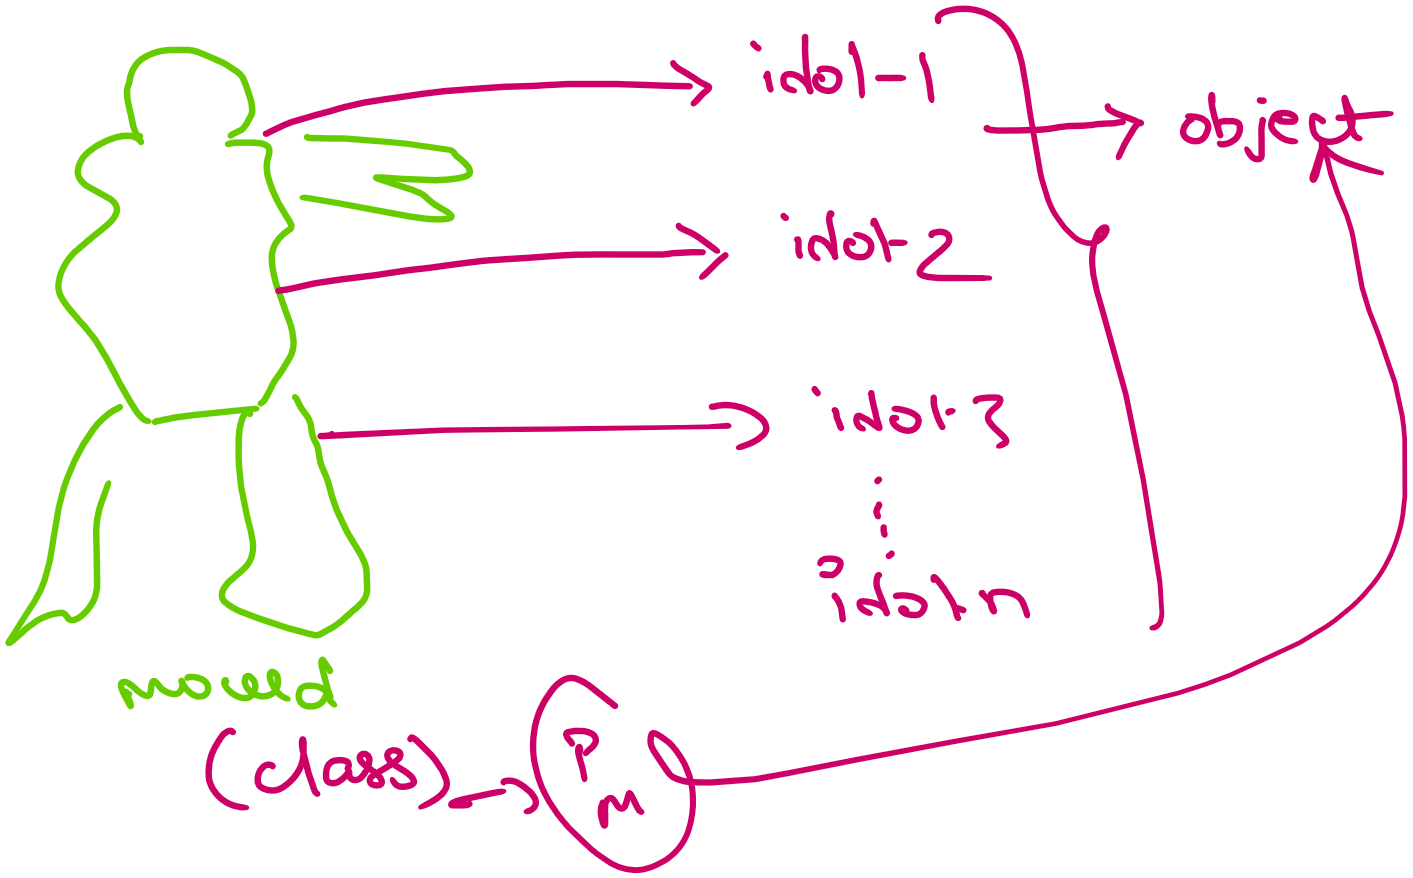 idol-1
object
idol-2
idol-3
idol-n
mould
(class)
P
M